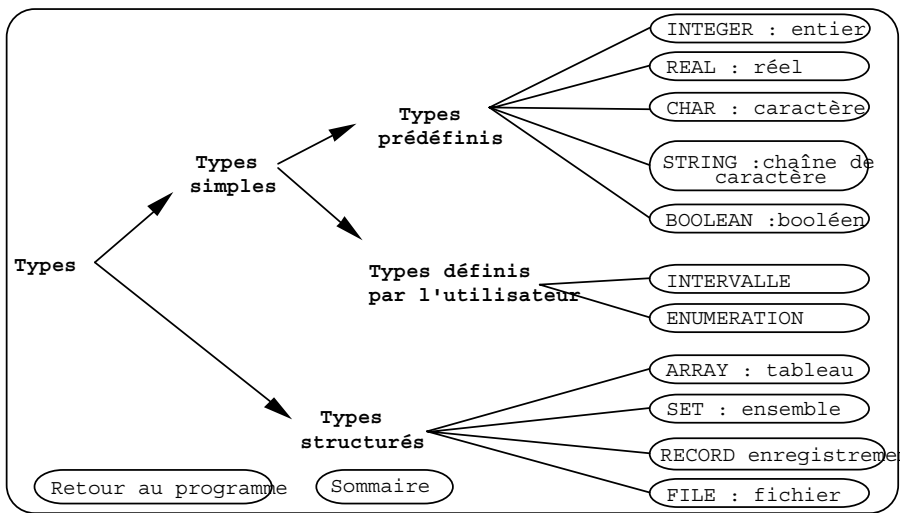 INTEGER : entier
REAL : réel
Types
prédéfinis
CHAR : caractère
Types
simples
STRING :chaîne de
caractère
BOOLEAN :booléen
Types
Types définis
par l'utilisateur
INTERVALLE
ENUMERATION
ARRAY : tableau
Types
structurés
SET : ensemble
RECORD enregistreme
Retour au programme
Sommaire
FILE : fichier